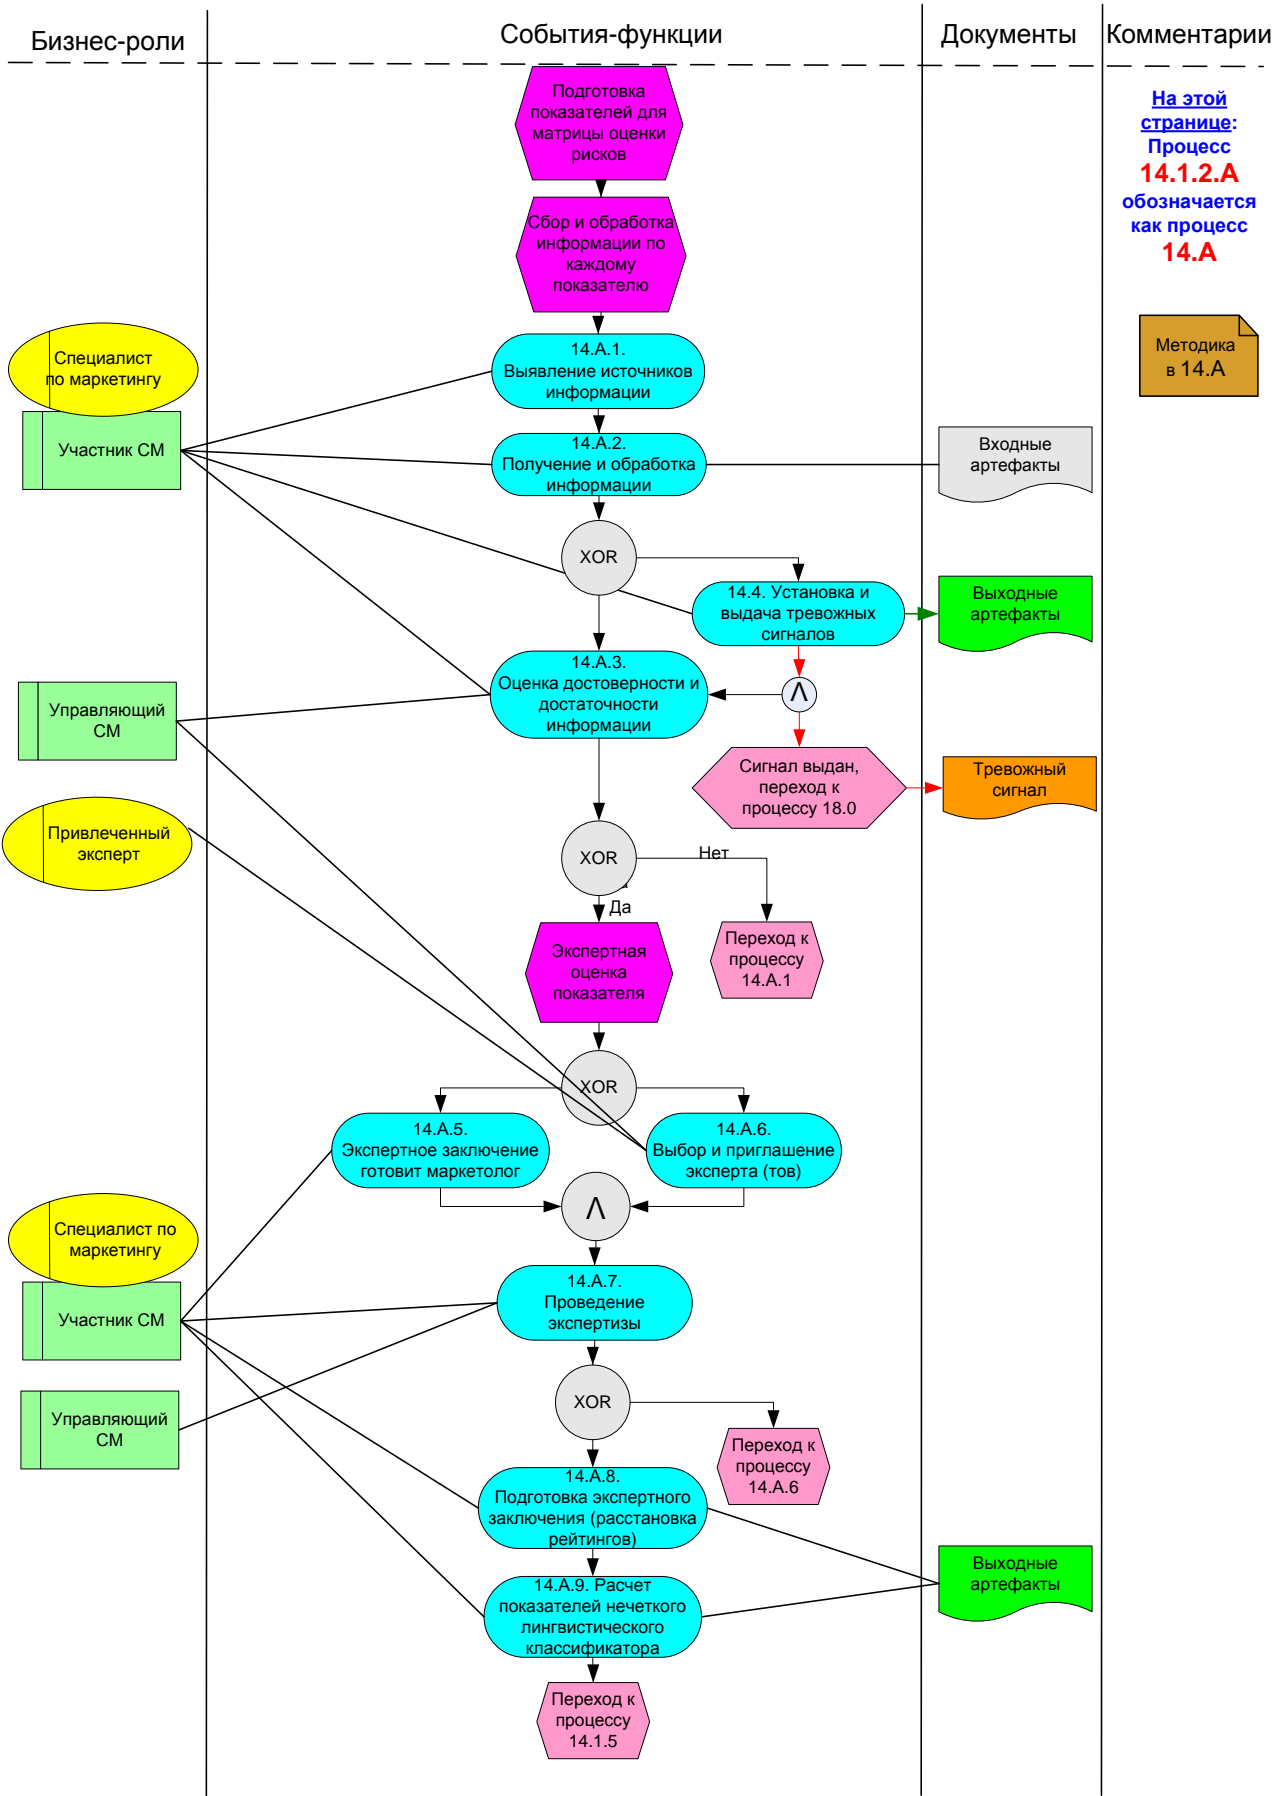 Бизнес-роли
События-функции
Документы
Комментарии
Подготовка
показателей для
матрицы оценки
рисков
На этой
странице:
Процесс
14.1.2.А
обозначается
как процесс
14.А
Сбор и обработка
информации по
каждому
показателю
Специалист
по маркетингу
14.А.1.
Выявление источников
информации
Методика
в 14.А
Участник СМ
14.А.2.
Получение и обработка
информации
Входные
артефакты
XOR
14.4. Установка и
выдача тревожных
сигналов
Выходные
артефакты
14.А.3.
Оценка достоверности и
достаточности
информации
Λ
Управляющий
СМ
Сигнал выдан,
переход к
процессу 18.0
Тревожный
сигнал
Привлеченный
эксперт
XOR
Нет
Да
Экспертная
оценка
показателя
Переход к
процессу
14.А.1
XOR
14.А.5.
Экспертное заключение
готовит маркетолог
14.А.6.
Выбор и приглашение
эксперта (тов)
Λ
Специалист по
маркетингу
14.А.7.
Проведение
экспертизы
Участник СМ
XOR
Управляющий
СМ
Переход к
процессу
14.А.6
14.А.8.
Подготовка экспертного
заключения (расстановка
рейтингов)
Выходные
артефакты
14.А.9. Расчет
показателей нечеткого
лингвистического
классификатора
Переход к
процессу
14.1.5